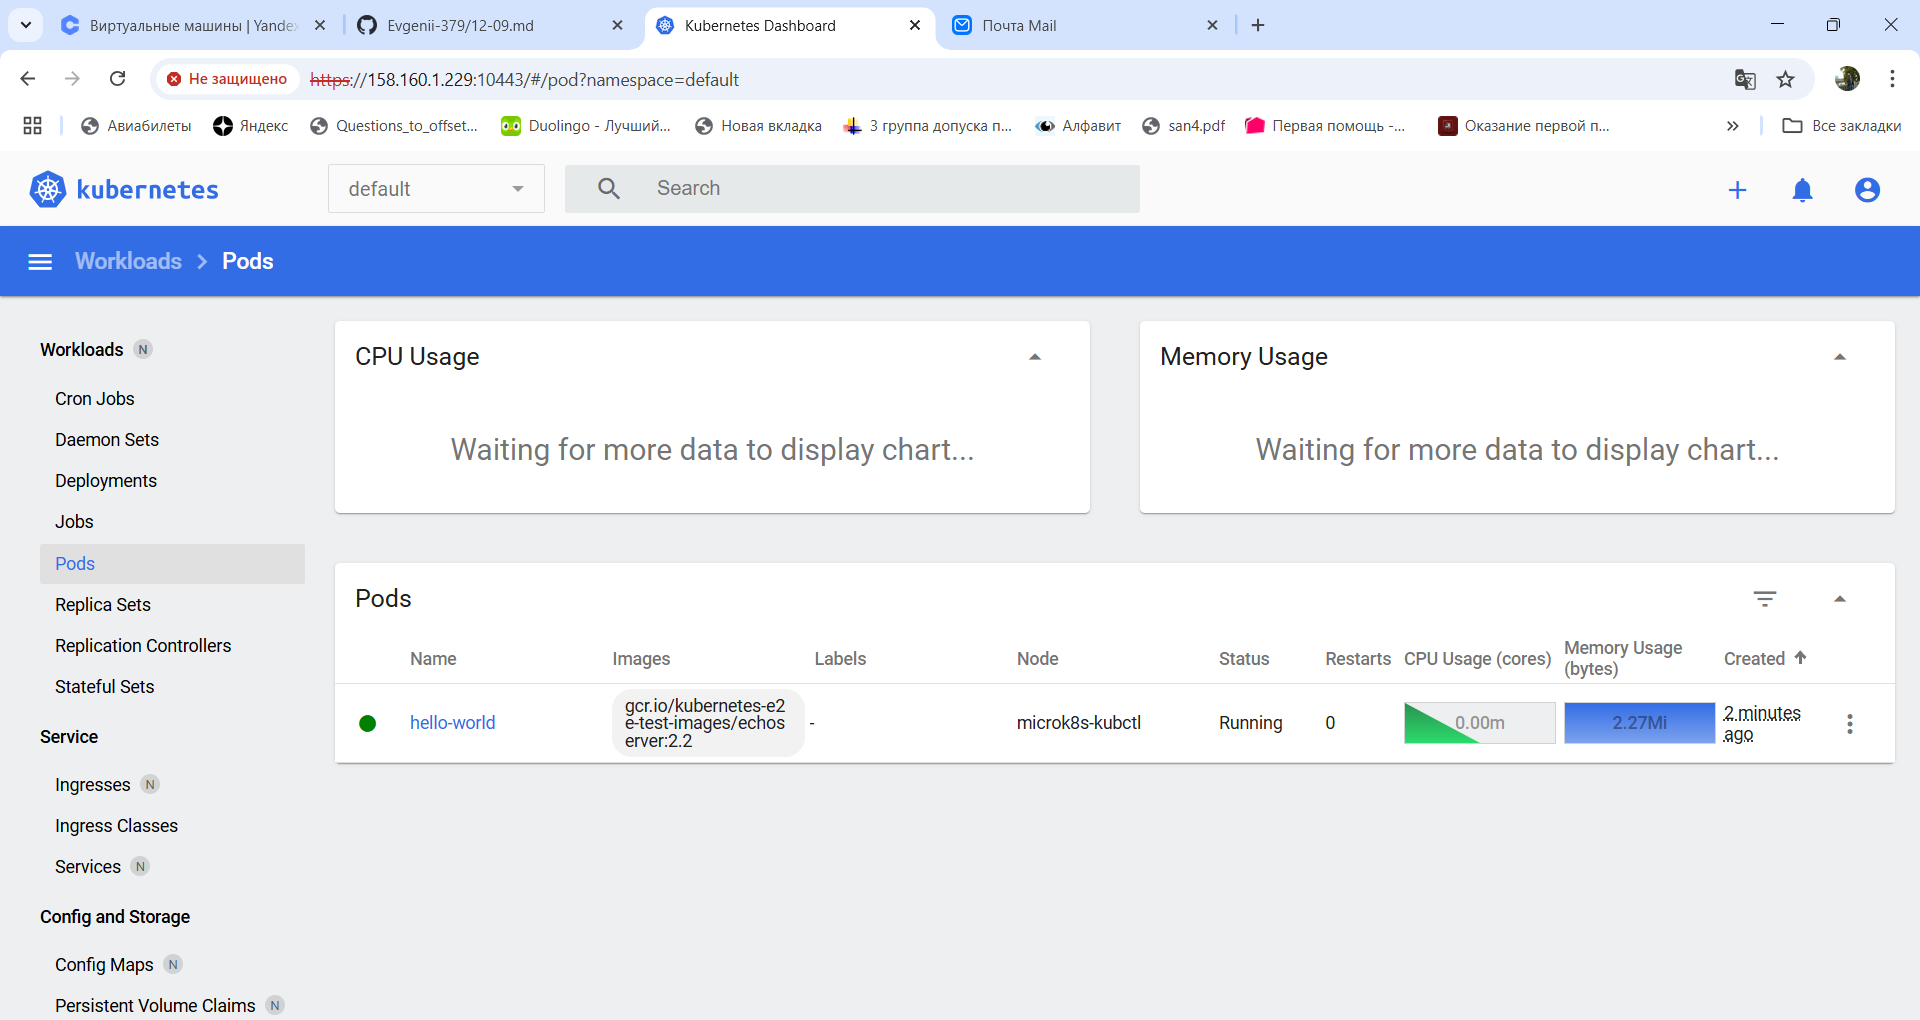 Виртуальные машины | Yande
Evgenii-379/12-09.md
Kubernetes Dashboard
Почта Mail
Не защищено
https://158.160.1.229:10443/#/pod?namespace=default
Авиабилеты
Яндекс
Questions_to_offset...
Duolingo - Лучший...
Новая вкладка
3 группа допуска п...
Алфавит
san4.pdf
Первая помощь -...
Оказание первой п...
Все закладки
kubernetes
default
Search
Workloads
Pods
Workloads N
Cron Jobs
Daemon Sets
Deployments
Jobs
Pods
Replica Sets
Replication Controllers
Stateful Sets
Service
Ingresses N
Ingress Classes
Services N
Config and Storage
Config Maps N
Persistent Volume Claims N
CPU Usage
Waiting for more data to display chart...
Memory Usage
Waiting for more data to display chart...
Pods
Name Images Labels Node Status Restarts CPU Usage (cores) Memory Usage (bytes) Created
hello-world
gcr.io/kubernetes-e2
e-test-images/echos
erver:2.2
-
microk8s-kubctl
Running
0
0.00m
2.27Mi
2 minutes
ago